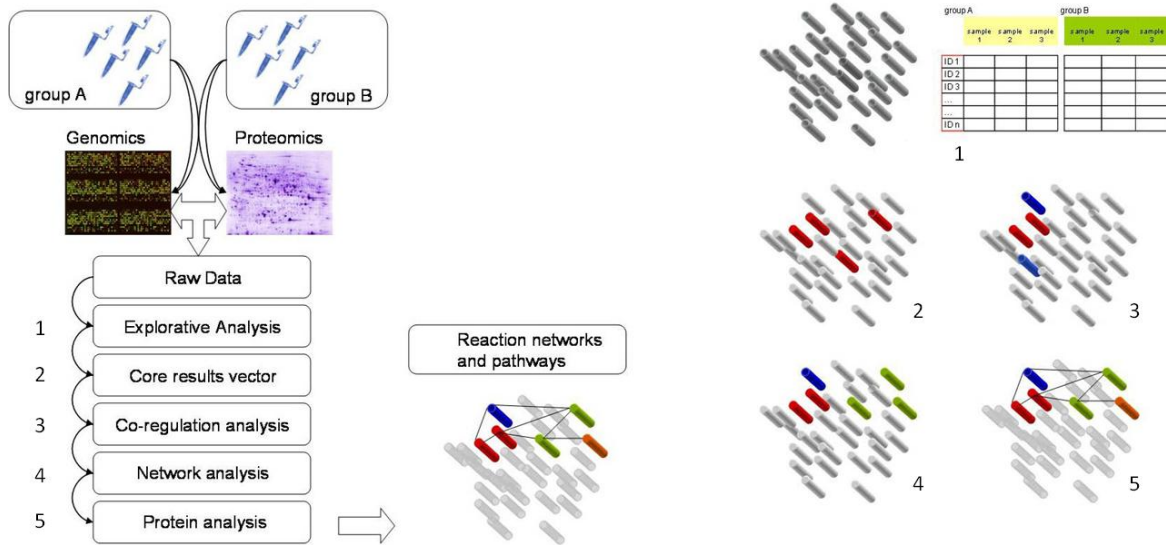 group A
group B
Genomics
Proteomics
Raw Data
1 Explorative Analysis
2 Core results vector
3 Co-regulation analysis
4 Network analysis
5 Protein analysis
Reaction networks
and pathways
group A
group B
sample 1
sample 2
sample 3
sample 1
sample 2
sample 3
ID 1
ID 2
ID 3
...
...
ID n
1
2
3
4
5